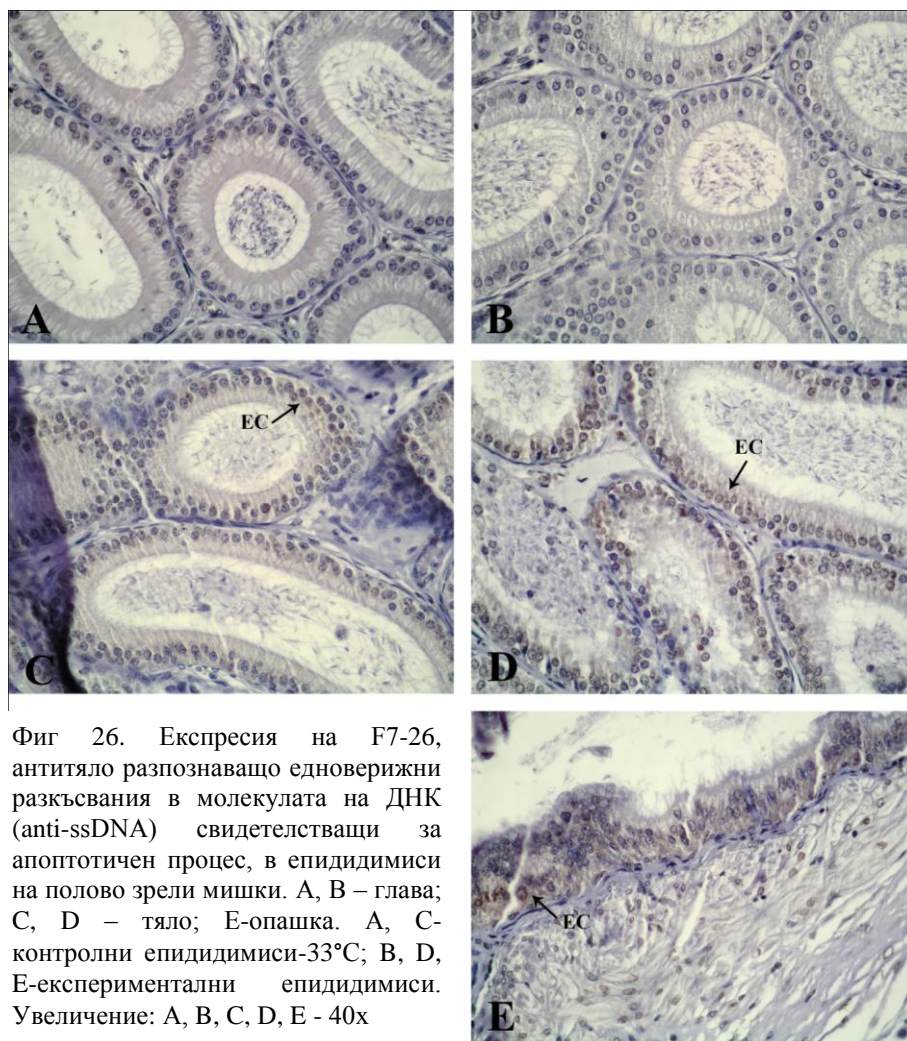 A
B
EC
C
EC
D
Фиг 26. Експресия на F7-26,
антитяло разпознаващо едноверижни
разкъсвания в молекулата на ДНК
(anti-ssDNA) свидетелстващи за
апоптотичен процес, в епидидимиси
на полово зрели мишки. A, B – глава;
C, D – тяло; E-опашка. A, C-
контролни епидидимиси-33°C; B, D,
E-експериментални епидидимиси.
Увеличение: A, B, C, D, E - 40x
EC
E